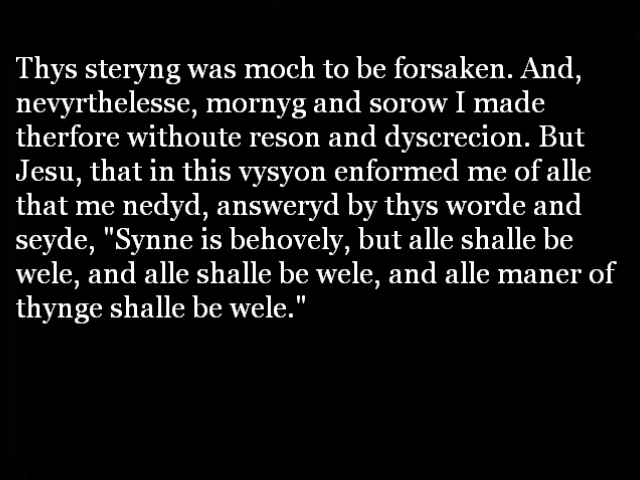 Thys steryng was moch to be forsaken. And,
nevyrthelesse, mornyg and sorow I made
therfore withoute reson and dyscrecion. But
Jesu, that in this vysyon enformed me of alle
that me nedyd, answeryd by thys worde and
seyde, "Synne is behovely, but alle shalle be
wele, and alle shalle be wele, and alle maner of
thynge shalle be wele."